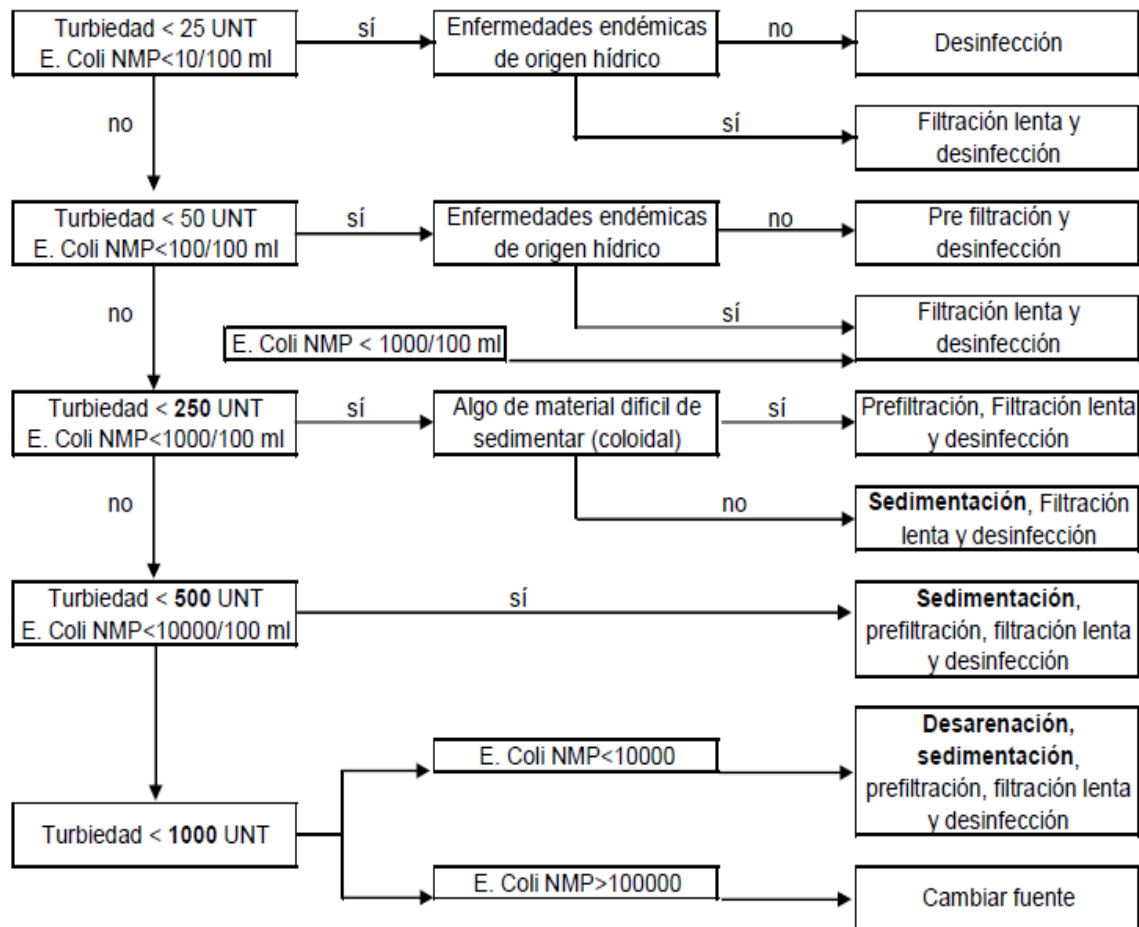 Turbiedad < 25 UNT
E. Coli NMP<10/100 ml
sí
Enfermedades endémicas
de origen hídrico
no
Desinfección
no
sí
Filtración lenta y
desinfección
Turbiedad < 50 UNT
E. Coli NMP<100/100 ml
sí
Enfermedades endémicas
de origen hídrico
no
Pre filtración y
desinfección
no
sí
Filtración lenta y
desinfección
E. Coli NMP < 1000/100 ml
Turbiedad < 250 UNT
E. Coli NMP<1000/100 ml
sí
Algo de material dificil de
sedimentar (coloidal)
sí
Prefiltración, Filtración lenta
y desinfección
no
no
Sedimentación, Filtración
lenta y desinfección
Turbiedad < 500 UNT
E. Coli NMP<10000/100 ml
sí
Sedimentación,
prefiltración, filtración lenta
y desinfección
Turbiedad < 1000 UNT
E. Coli NMP<10000
Desarenación,
sedimentación,
prefiltración, filtración lenta
y desinfección
E. Coli NMP>100000
Cambiar fuente